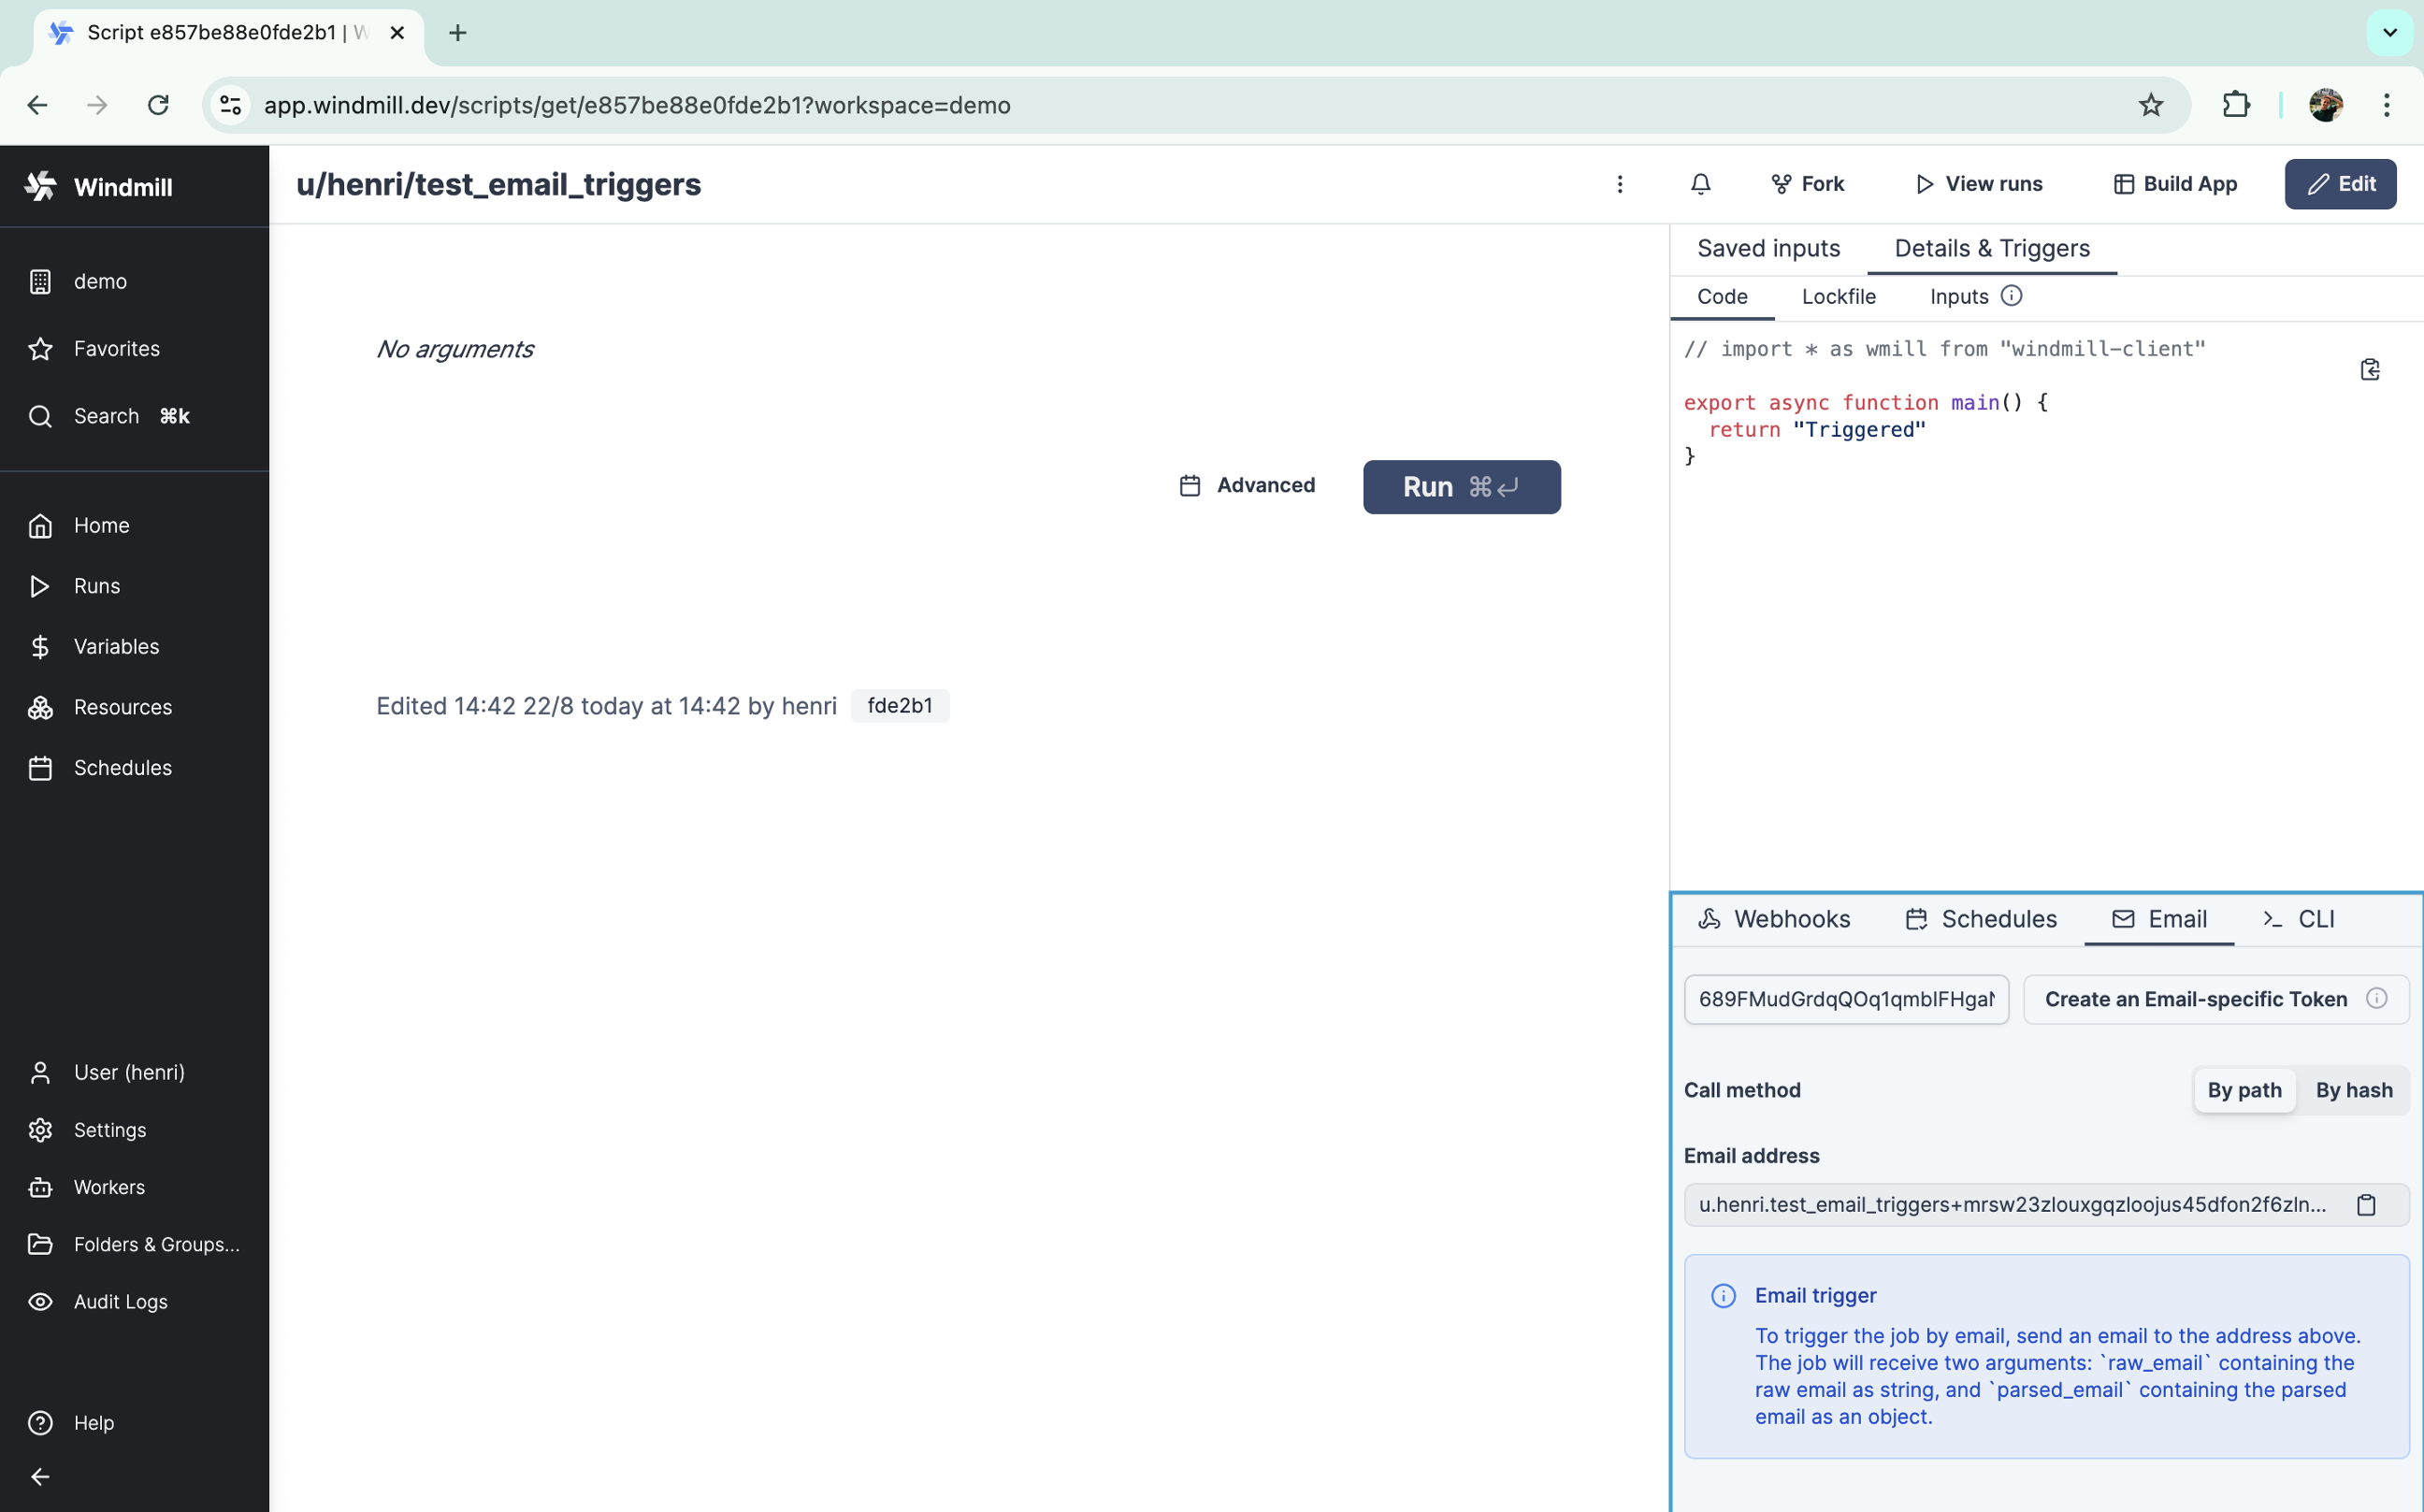 Script e857be88e0fde2b1 | W
app.windmill.dev/scripts/get/e857be88e0fde2b1?workspace=demo
Windmill
demo
Favorites
Search ⌘k
Home
Runs
Variables
Resources
Schedules
User (henri)
Settings
Workers
Folders & Groups...
Audit Logs
Help
u/henri/test_email_triggers
Fork
View runs
Build App
Edit
No arguments
Advanced
Run ⌘
Edited 14:42 22/8 today at 14:42 by henri fde2b1
Saved inputs
Details & Triggers
Code
Lockfile
Inputs
// import * as wmill from "windmill-client"
export async function main() {
return "Triggered"
}
Webhooks
Schedules
Email
CLI
Create an Email-specific Token
Call method
By path
By hash
Email address
u.henri.test_email_triggers+mrsw23zlouxgqzloojus45dfon2f6zln...
Email trigger
To trigger the job by email, send an email to the address above.
The job will receive two arguments: `raw_email` containing the
raw email as string, and `parsed_email` containing the parsed
email as an object.